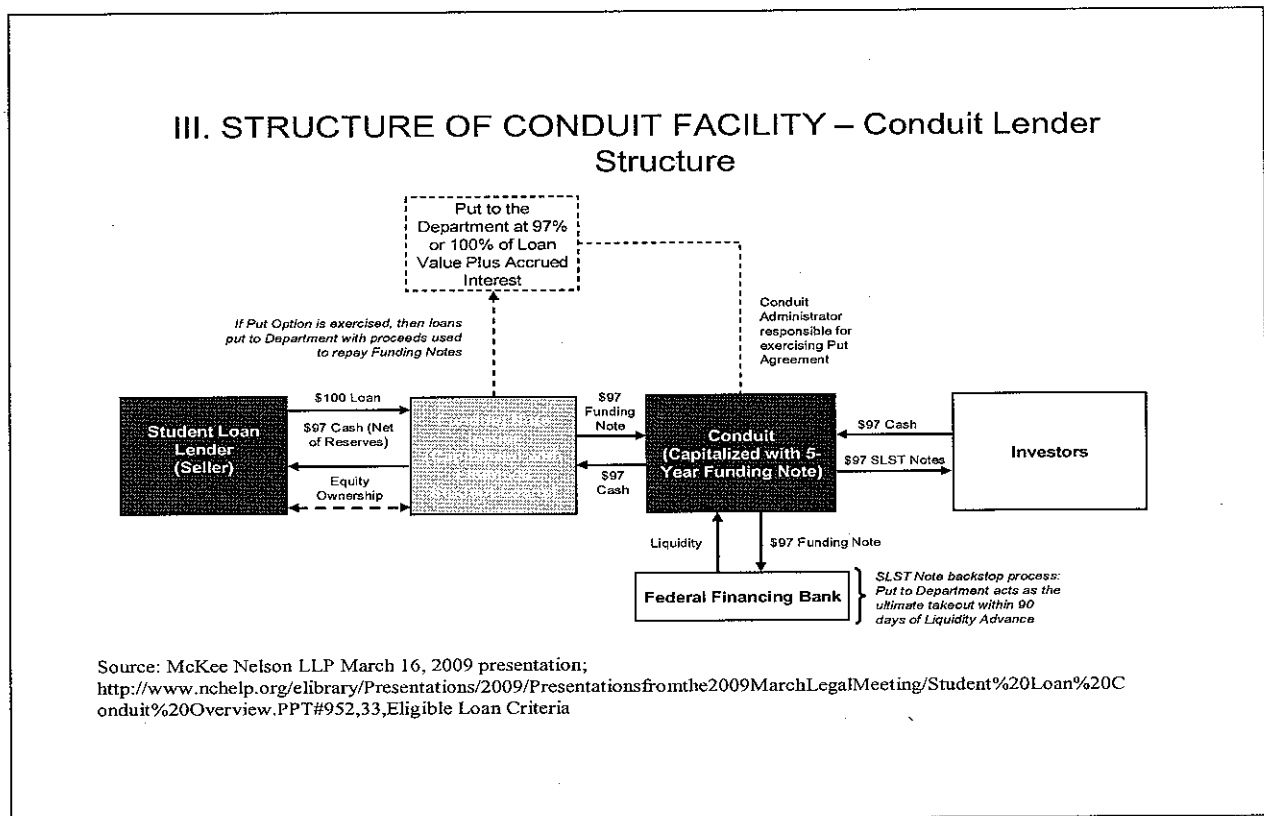 III. STRUCTURE OF CONDUIT FACILITY – Conduit Lender
Structure
Put to the
Department at 97%
or 100% of Loan
Value Plus Accrued
Interest
If Put Option is exercised, then loans
put to Department with proceeds used
to repay Funding Notes
Conduit
Administrator
responsible for
exercising Put
Agreement
$100 Loan
$97 Cash (Net
of Reserves)
Equity
Ownership
Student Loan
Lender
(Seller)
$97
Funding
Note
$97
Cash
Conduit
(Capitalized with 5-
Year Funding Note)
$97 Cash
$97 SLST Notes
Investors
Liquidity
$97 Funding Note
Federal Financing Bank
SLST Note backstop process:
Put to Department acts as the
ultimate takeout within 90
days of Liquidity Advance
Source: McKee Nelson LLP March 16, 2009 presentation;
http://www.nchelp.org/elibrary/Presentations/2009/Presentationsfromthe2009MarchLegalMeeting/Student%20Loan%20C
onduit%20Overview.PPT#952,33,Eligible Loan Criteria